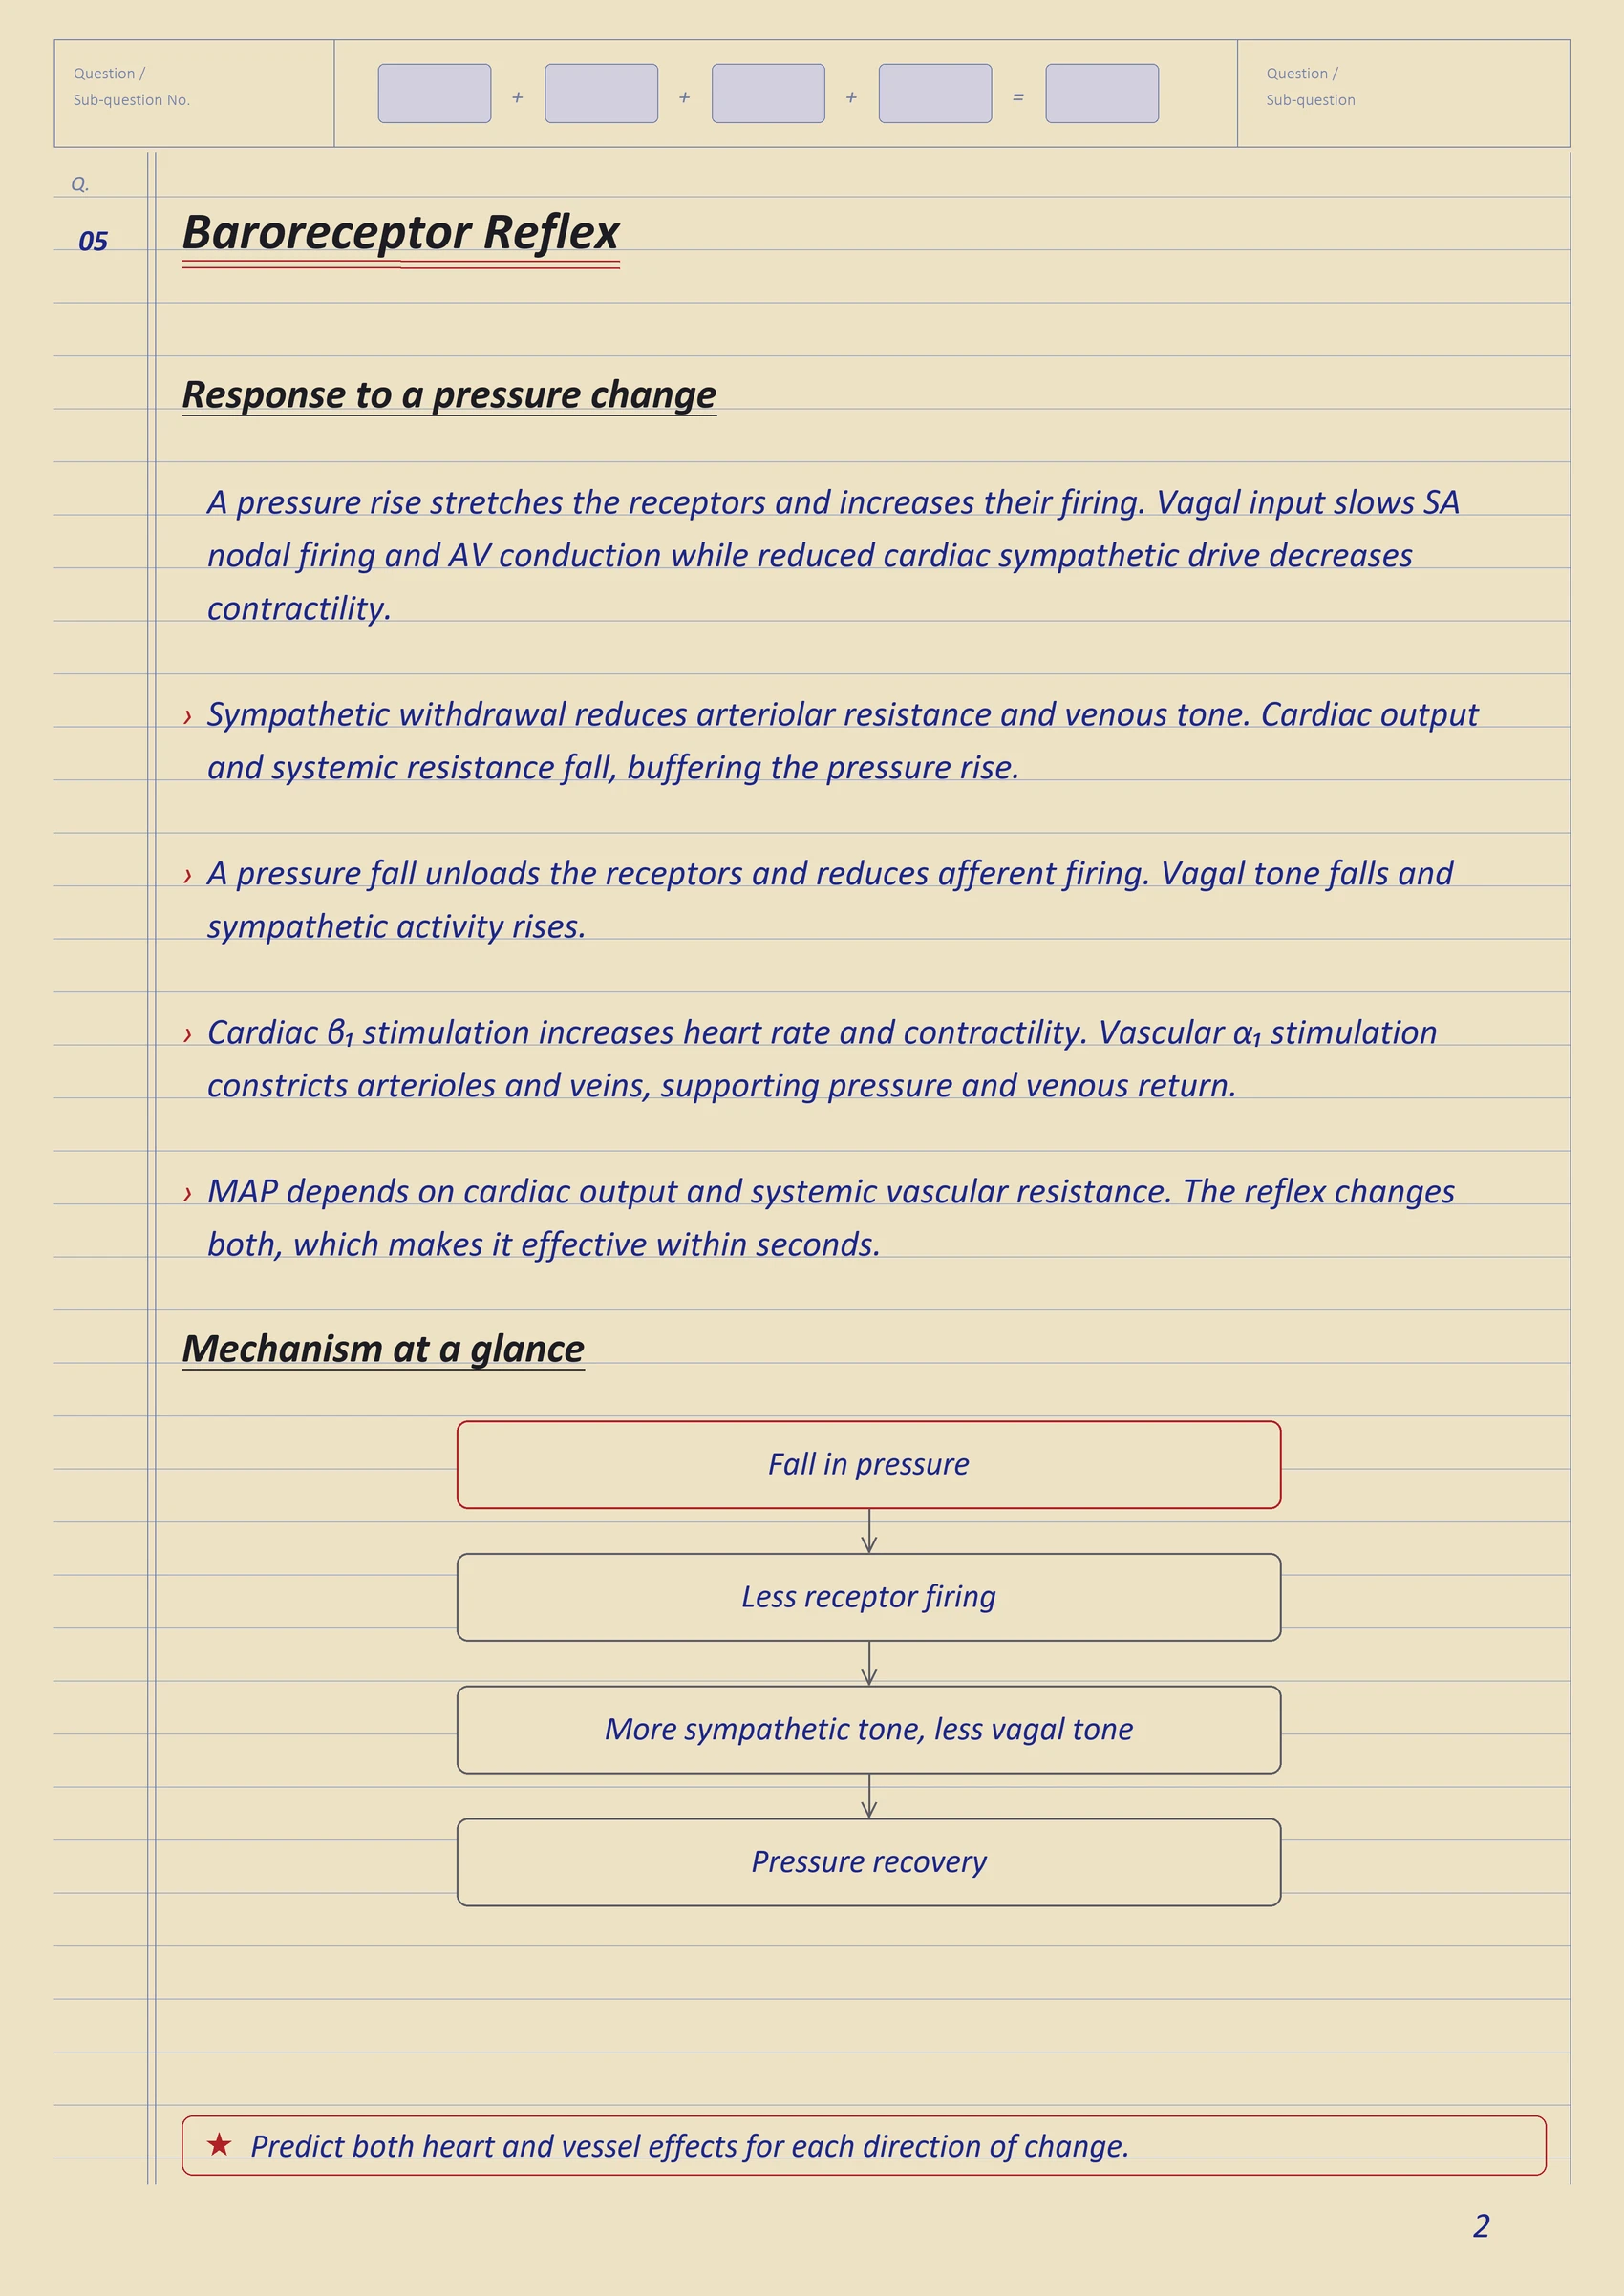 Question /
Sub-question No.
+ + + =
Question /
Sub-question
Q.
05
Baroreceptor Reflex
Response to a pressure change
A pressure rise stretches the receptors and increases their firing. Vagal input slows SA
nodal firing and AV conduction while reduced cardiac sympathetic drive decreases
contractility.
› Sympathetic withdrawal reduces arteriolar resistance and venous tone. Cardiac output
and systemic resistance fall, buffering the pressure rise.
› A pressure fall unloads the receptors and reduces afferent firing. Vagal tone falls and
sympathetic activity rises.
› Cardiac β₁ stimulation increases heart rate and contractility. Vascular α₁ stimulation
constricts arterioles and veins, supporting pressure and venous return.
› MAP depends on cardiac output and systemic vascular resistance. The reflex changes
both, which makes it effective within seconds.
Mechanism at a glance
Fall in pressure
Less receptor firing
More sympathetic tone, less vagal tone
Pressure recovery
★ Predict both heart and vessel effects for each direction of change.
2